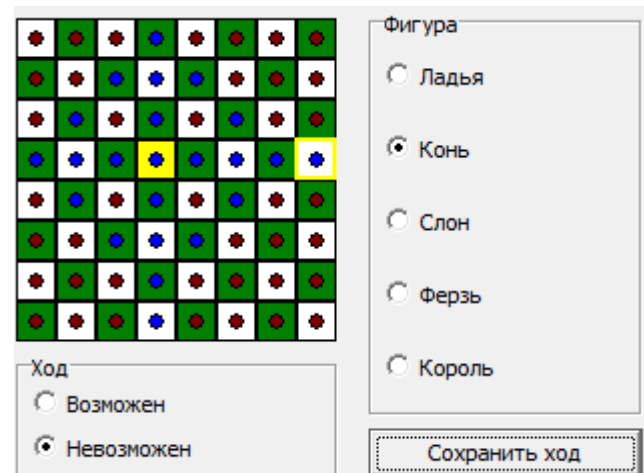 Фигура
Ладья
Конь
Слон
Ферзь
Король
Ход
Возможен
Невозможен
Сохранить ход